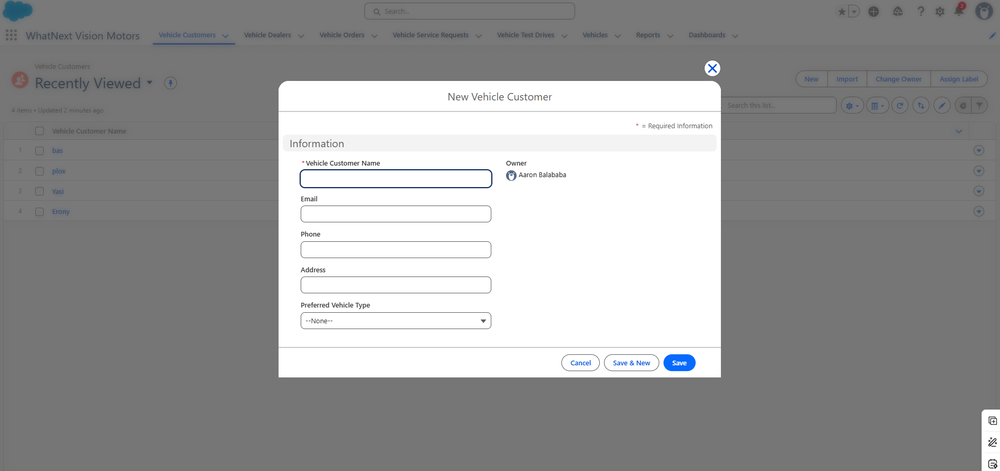 Search...
2
WhatNext Vision Motors
Vehicle Customers
Vehicle Dealers
Vehicle Orders
Vehicle Service Requests
Vehicle Test Drives
Vehicles
Reports
Dashboards
Vehicle Customers
Recently Viewed
New
Import
Change Owner
Assign Label
4 items • Updated 2 minutes ago
Search this list...
Vehicle Customer Name
1 bas
2 plox
3 Yasi
4 Erony
New Vehicle Customer
* = Required Information
Information
*Vehicle Customer Name
Owner
Aaron Balababa
Email
Phone
Address
Preferred Vehicle Type
--None--
Cancel
Save & New
Save